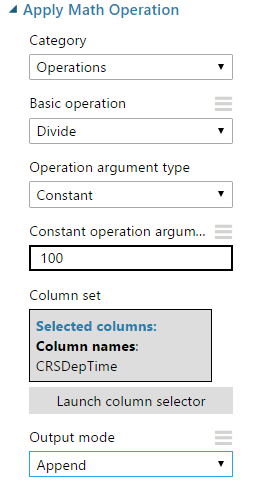 Apply Math Operation
Category
Operations
Basic operation
Divide
Operation argument type
Constant
Constant operation argum...
100
Column set
Selected columns:
Column names:
CRSDepTime
Launch column selector
Output mode
Append